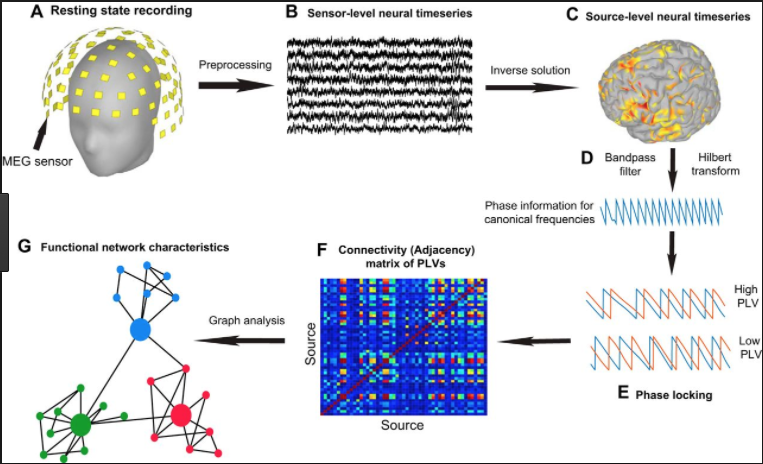 A Resting state recording
MEG sensor
Preprocessing
B Sensor-level neural timeseries
Inverse solution
C Source-level neural timeseries
D Bandpass
filter
Hilbert
transform
Phase information for
canonical frequencies
High
PLV
Low
PLV
E Phase locking
F Connectivity (Adjacency)
matrix of PLVs
Source
Source
Graph analysis
G Functional network characteristics